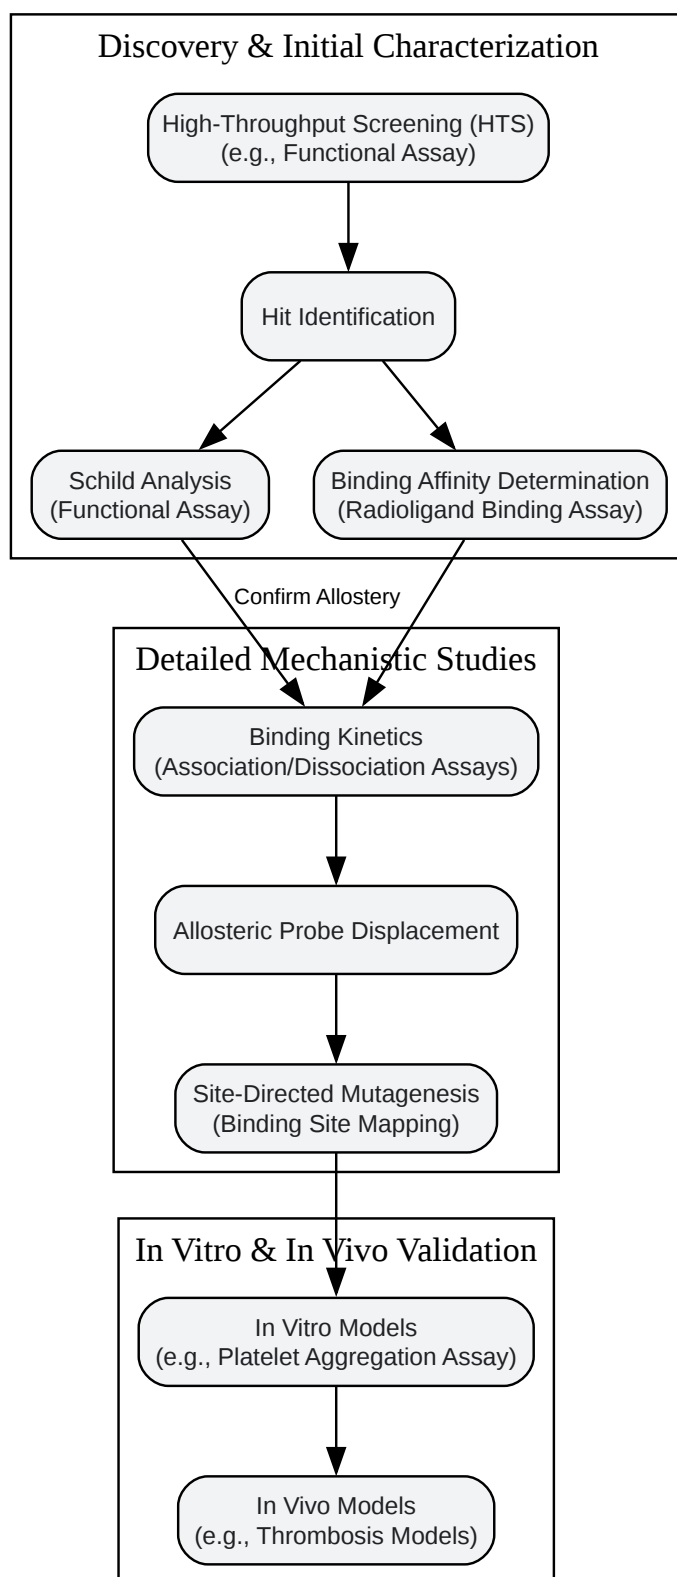 Discovery & Initial Characterization
High-Throughput Screening (HTS)
(e.g., Functional Assay)
Hit Identification
Schild Analysis
(Functional Assay)
Binding Affinity Determination
(Radioligand Binding Assay)
Confirm Allostery
Detailed Mechanistic Studies
Binding Kinetics
(Association/Dissociation Assays)
Allosteric Probe Displacement
Site-Directed Mutagenesis
(Binding Site Mapping)
In Vitro & In Vivo Validation
In Vitro Models
(e.g., Platelet Aggregation Assay)
In Vivo Models
(e.g., Thrombosis Models)